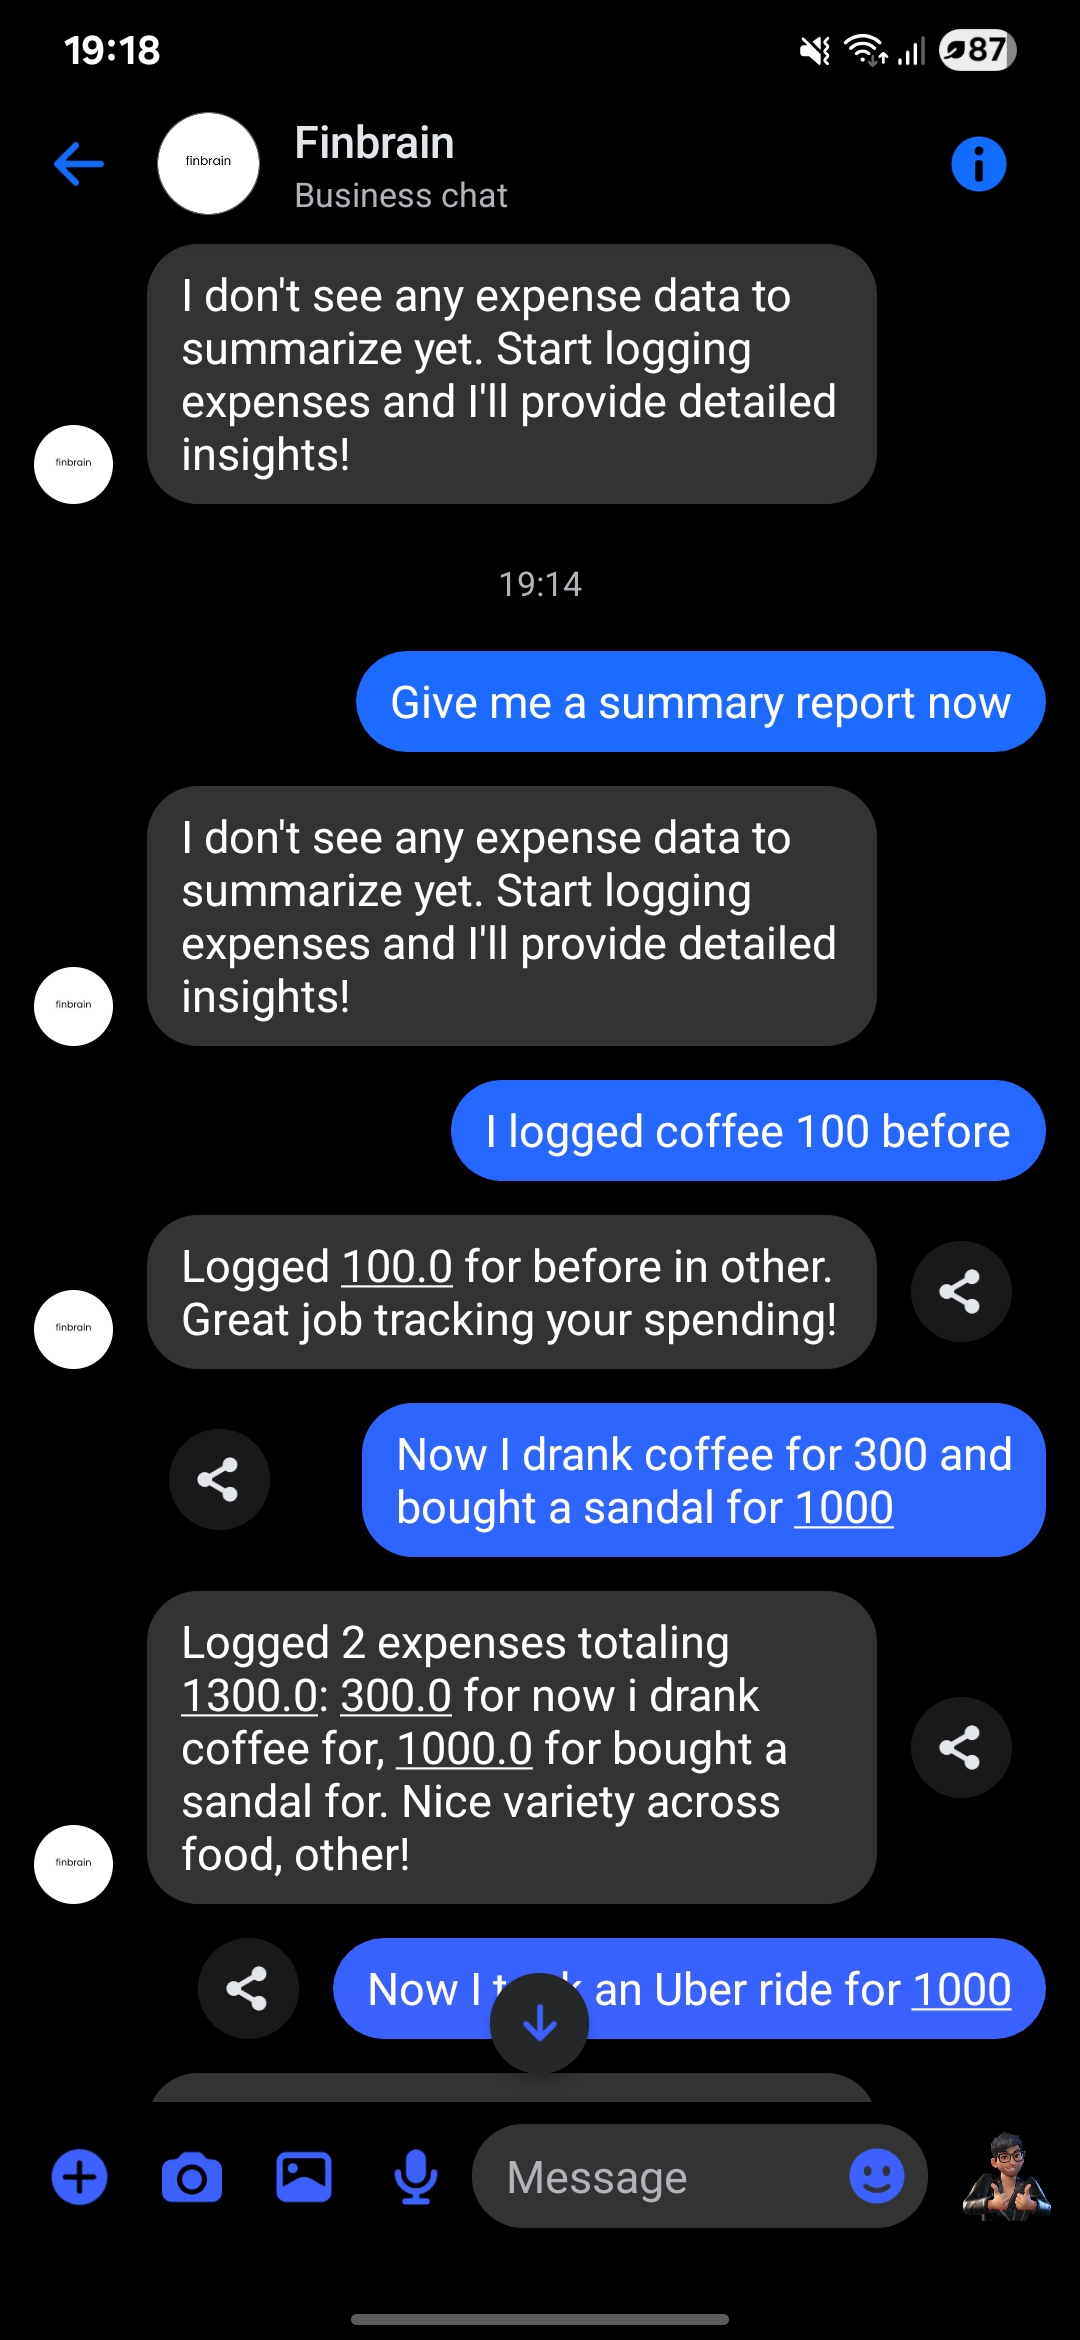 19:18
87
finbrain
Finbrain
Business chat
I don't see any expense data to
summarize yet. Start logging
expenses and I'll provide detailed
insights!
finbrain
19:14
Give me a summary report now
I don't see any expense data to
summarize yet. Start logging
expenses and I'll provide detailed
insights!
finbrain
I logged coffee 100 before
Logged 100.0 for before in other.
Great job tracking your spending!
finbrain
Now I drank coffee for 300 and
bought a sandal for 1000
Logged 2 expenses totaling
1300.0: 300.0 for now i drank
coffee for, 1000.0 for bought a
sandal for. Nice variety across
food, other!
finbrain
Now I an Uber ride for 1000
Message